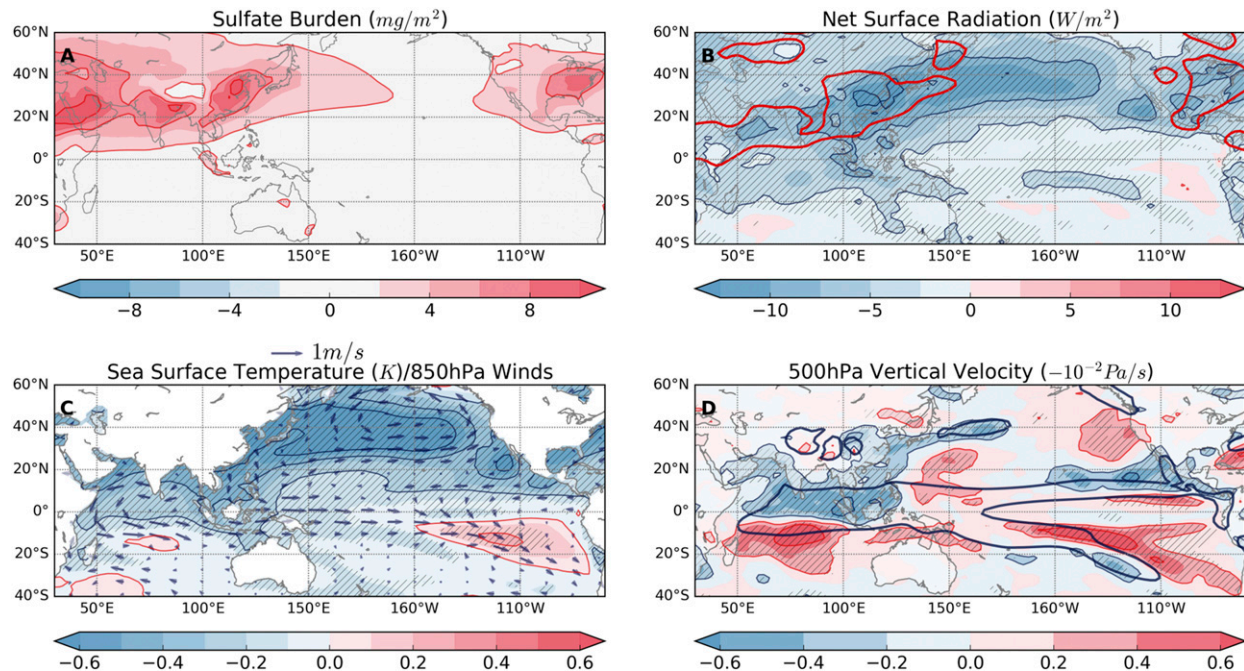 Sulfate Burden (mg/m²)
A
60°N
40°N
20°N
0°
20°S
40°S
50°E 100°E 150°E 160°W 110°W
−8 −4 0 4 8
Net Surface Radiation (W/m²)
B
60°N
40°N
20°N
0°
20°S
40°S
50°E 100°E 150°E 160°W 110°W
−10 −5 0 5 10
1m/s
Sea Surface Temperature (K)/850hPa Winds
C
60°N
40°N
20°N
0°
20°S
40°S
50°E 100°E 150°E 160°W 110°W
−0.6 −0.4 −0.2 0.0 0.2 0.4 0.6
500hPa Vertical Velocity (−10⁻²Pa/s)
D
60°N
40°N
20°N
0°
20°S
40°S
50°E 100°E 150°E 160°W 110°W
−0.6 −0.4 −0.2 0.0 0.2 0.4 0.6